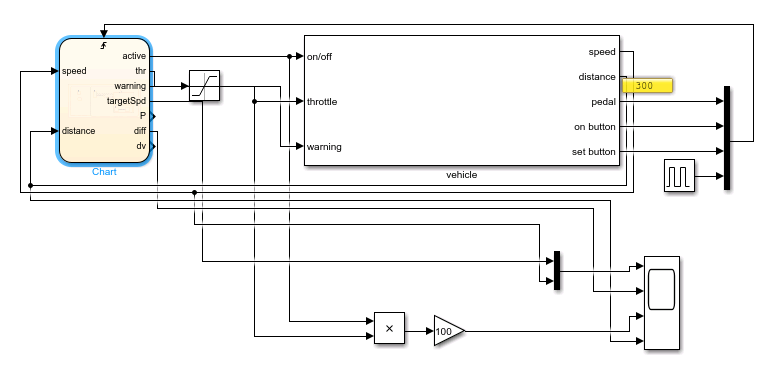 active
speed
thr
warning
targetSpd
P
distance
diff
dv
Chart
on/off
speed
distance
300
throttle
pedal
on button
warning
set button
vehicle
×
100